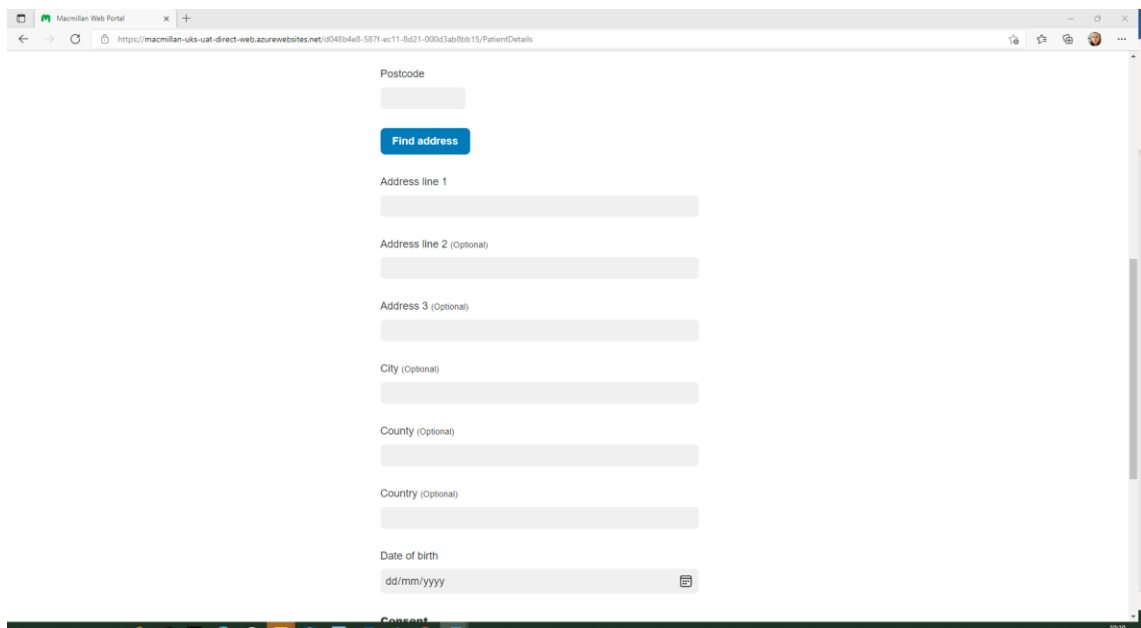 Macmillan Web Portal
https://macmillan-uks-uat-direct-web.azurewebsites.net/d048b4e8-587f-ec11-8d21-000d3ab8bb15/PatientDetails
Postcode
Find address
Address line 1
Address line 2 (Optional)
Address 3 (Optional)
City (Optional)
County (Optional)
Country (Optional)
Date of birth
dd/mm/yyyy
Consent